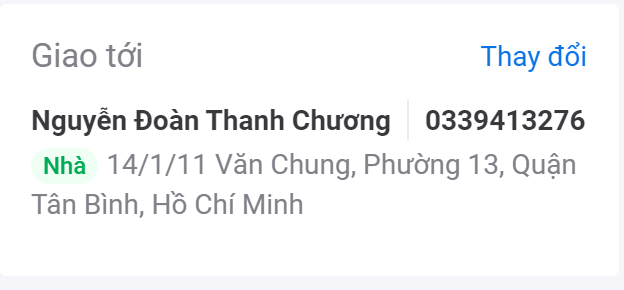 Giao tới Thay đổi
Nguyễn Đoàn Thanh Chương 0339413276
Nhà 14/1/11 Văn Chung, Phường 13, Quận
Tân Bình, Hồ Chí Minh